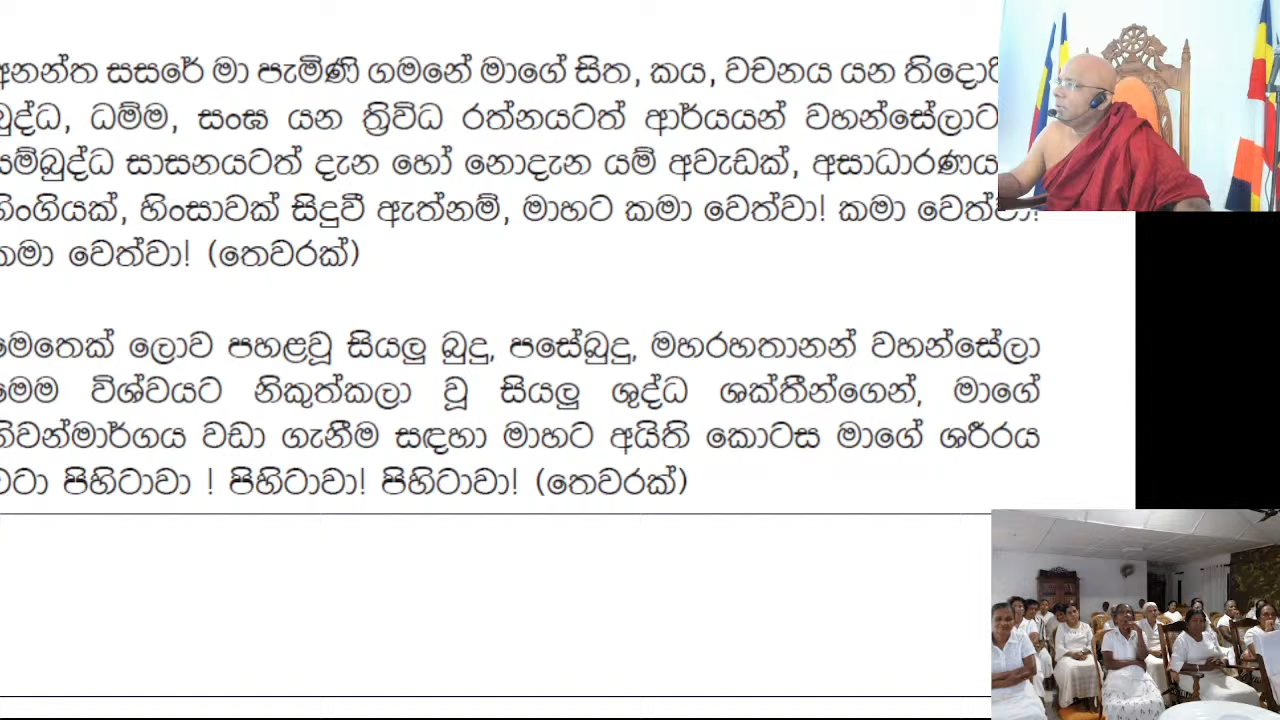 අනන්ත සසරේ මා පැමිණි ගමනේ මාගේ සිත, කය, වචනය යන තිදොරි
බුද්ධ, ධම්ම, සංඝ යන ත්‍රිවිධ රත්නයටත් ආර්යයන් වහන්සේලාට
සම්බුද්ධ සාසනයටත් දැන හෝ නොදැන යම් අවැඩක්, අසාධාරණය
හිංගියක්, හිංසාවක් සිදුවී ඇත්නම්, මාහට කමා වෙත්වා! කමා වෙත්වා!
කමා වෙත්වා! (තෙවරක්)
මෙතෙක් ලොව පහළවූ සියලු බුදු, පසේබුදු, මහරහතානන් වහන්සේලා
මෙම විශ්වයට නිකුත්කලා වූ සියලු ශුද්ධ ශක්තීන්ගෙන්, මාගේ
නිවන්මාර්ගය වඩා ගැනීම සඳහා මාහට අයිති කොටස මාගේ ශරීරය
වටා පිහිටාවා ! පිහිටාවා! පිහිටාවා! (තෙවරක්)